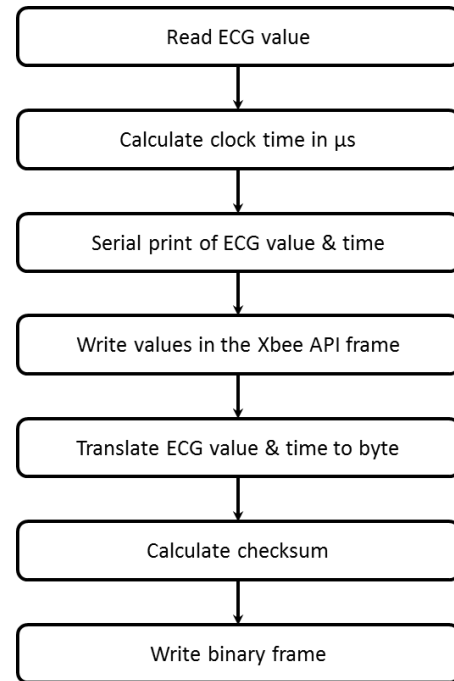 Read ECG value
Calculate clock time in µs
Serial print of ECG value & time
Write values in the Xbee API frame
Translate ECG value & time to byte
Calculate checksum
Write binary frame